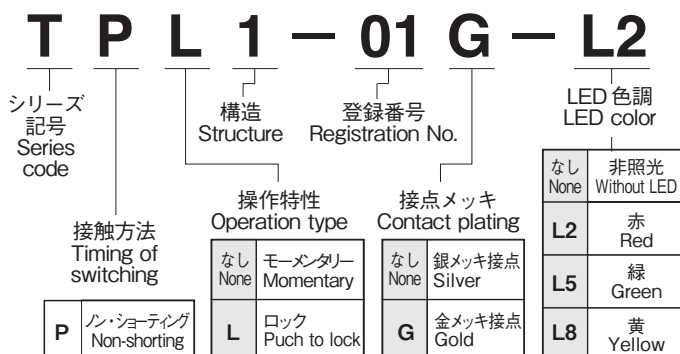 T P L 1 － 01 G － L2
シリーズ
記号
Series
code
接触方法
Timing of
switching
P ノン・ショーティング
Non-shorting
操作特性
Operation type
なし モーメンタリー
None Momentary
L ロック
Puch to lock
構造
Structure
登録番号
Registration No.
接点メッキ
Contact plating
なし 銀メッキ接点
None Silver
G 金メッキ接点
Gold
LED 色調
LED color
なし 非照光
None Without LED
L2 赤
Red
L5 緑
Green
L8 黄
Yellow